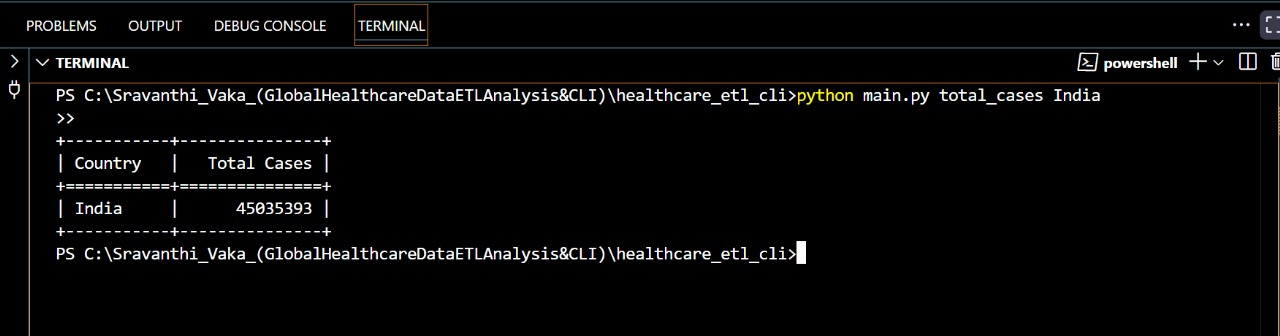 PROBLEMS OUTPUT DEBUG CONSOLE TERMINAL ...
TERMINAL powershell
PS C:\Sravanthi_Vaka_(GlobalHealthcareDataETLAnalysis&CLI)\healthcare_etl_cli>python main.py total_cases India
>>
+-----------+---------------+
| Country   |   Total Cases |
+===========+===============+
| India     |      45035393 |
+-----------+---------------+
PS C:\Sravanthi_Vaka_(GlobalHealthcareDataETLAnalysis&CLI)\healthcare_etl_cli>